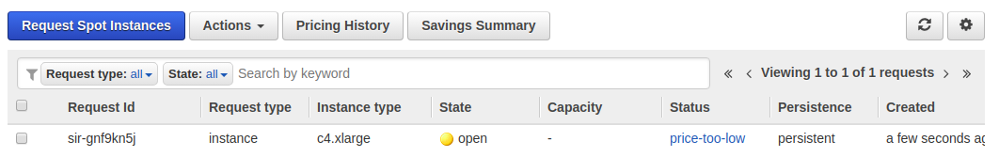 Request Spot Instances Actions Pricing History Savings Summary
Request type: all State: all Search by keyword Viewing 1 to 1 of 1 requests
Request Id Request type Instance type State Capacity Status Persistence Created
sir-gnf9kn5j instance c4.xlarge open - price-too-low persistent a few seconds